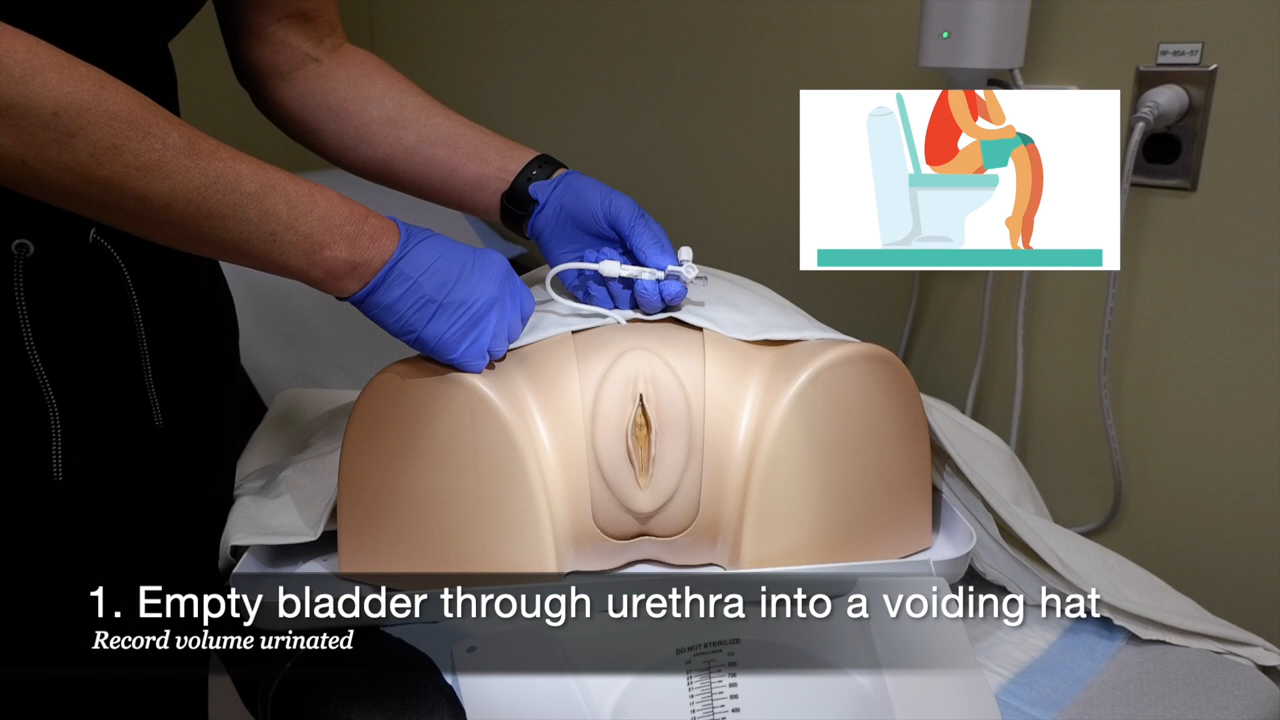 1. Empty bladder through urethra into a voiding hat
Record volume urinated
DO NOT STERILIZE